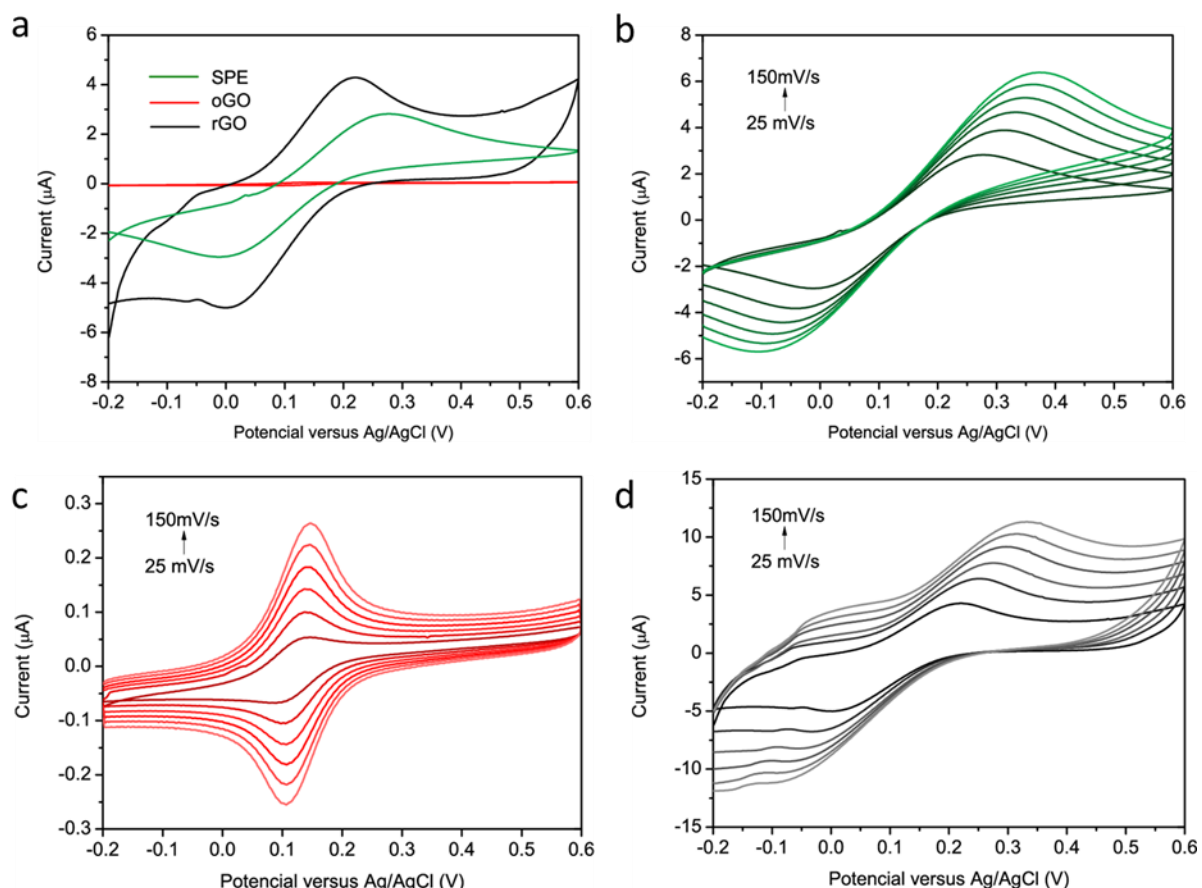 a
6
4
2
0
-2
-4
-6
-8
Current (µA)
SPE
oGO
rGO
-0.2 -0.1 0.0 0.1 0.2 0.3 0.4 0.5 0.6
Potencial versus Ag/AgCl (V)
b
8
6
4
2
0
-2
-4
-6
Current (µA)
150mV/s
25 mV/s
-0.2 -0.1 0.0 0.1 0.2 0.3 0.4 0.5 0.6
Potencial versus Ag/AgCl (V)
c
0.3
0.2
0.1
0.0
-0.1
-0.2
-0.3
Current (µA)
150mV/s
25 mV/s
-0.2 -0.1 0.0 0.1 0.2 0.3 0.4 0.5 0.6
Potencial versus Ag/AgCl (V)
d
15
10
5
0
-5
-10
-15
Current (µA)
150mV/s
25 mV/s
-0.2 -0.1 0.0 0.1 0.2 0.3 0.4 0.5 0.6
Potencial versus Ag/AgCl (V)